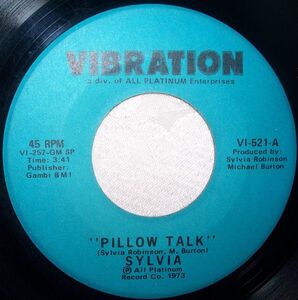 VIBRATION
a div. of ALL PLATINUM Enterprises
45 RPM
VI-257-GM SP
Time: 3:41
Publisher:
Gambi BMI
VI-521-A
Produced by:
Sylvia Robinson
Michael Burton
"PILLOW TALK"
(Sylvia Robinson, M. Burton)
SYLVIA
Ⓟ All Platinum
Record Co. 1973